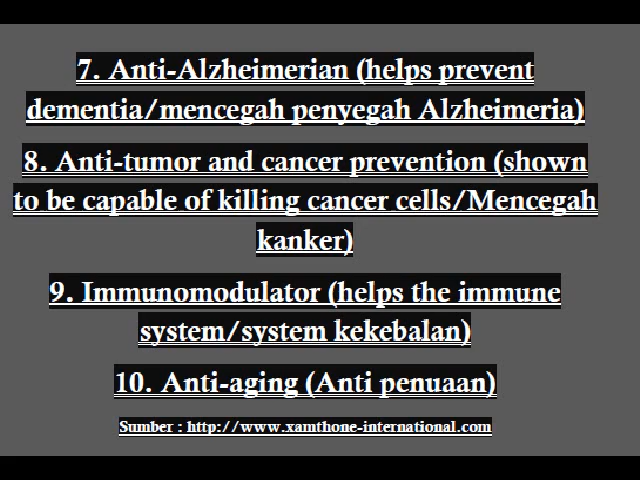 7. Anti-Alzheimerian (helps prevent
dementia/mencegah penyegah Alzheimeria)
8. Anti-tumor and cancer prevention (shown
to be capable of killing cancer cells/Mencegah
kanker)
9. Immunomodulator (helps the immune
system/system kekebalan)
10. Anti-aging (Anti penuaan)
Sumber : http://www.xamthone-international.com